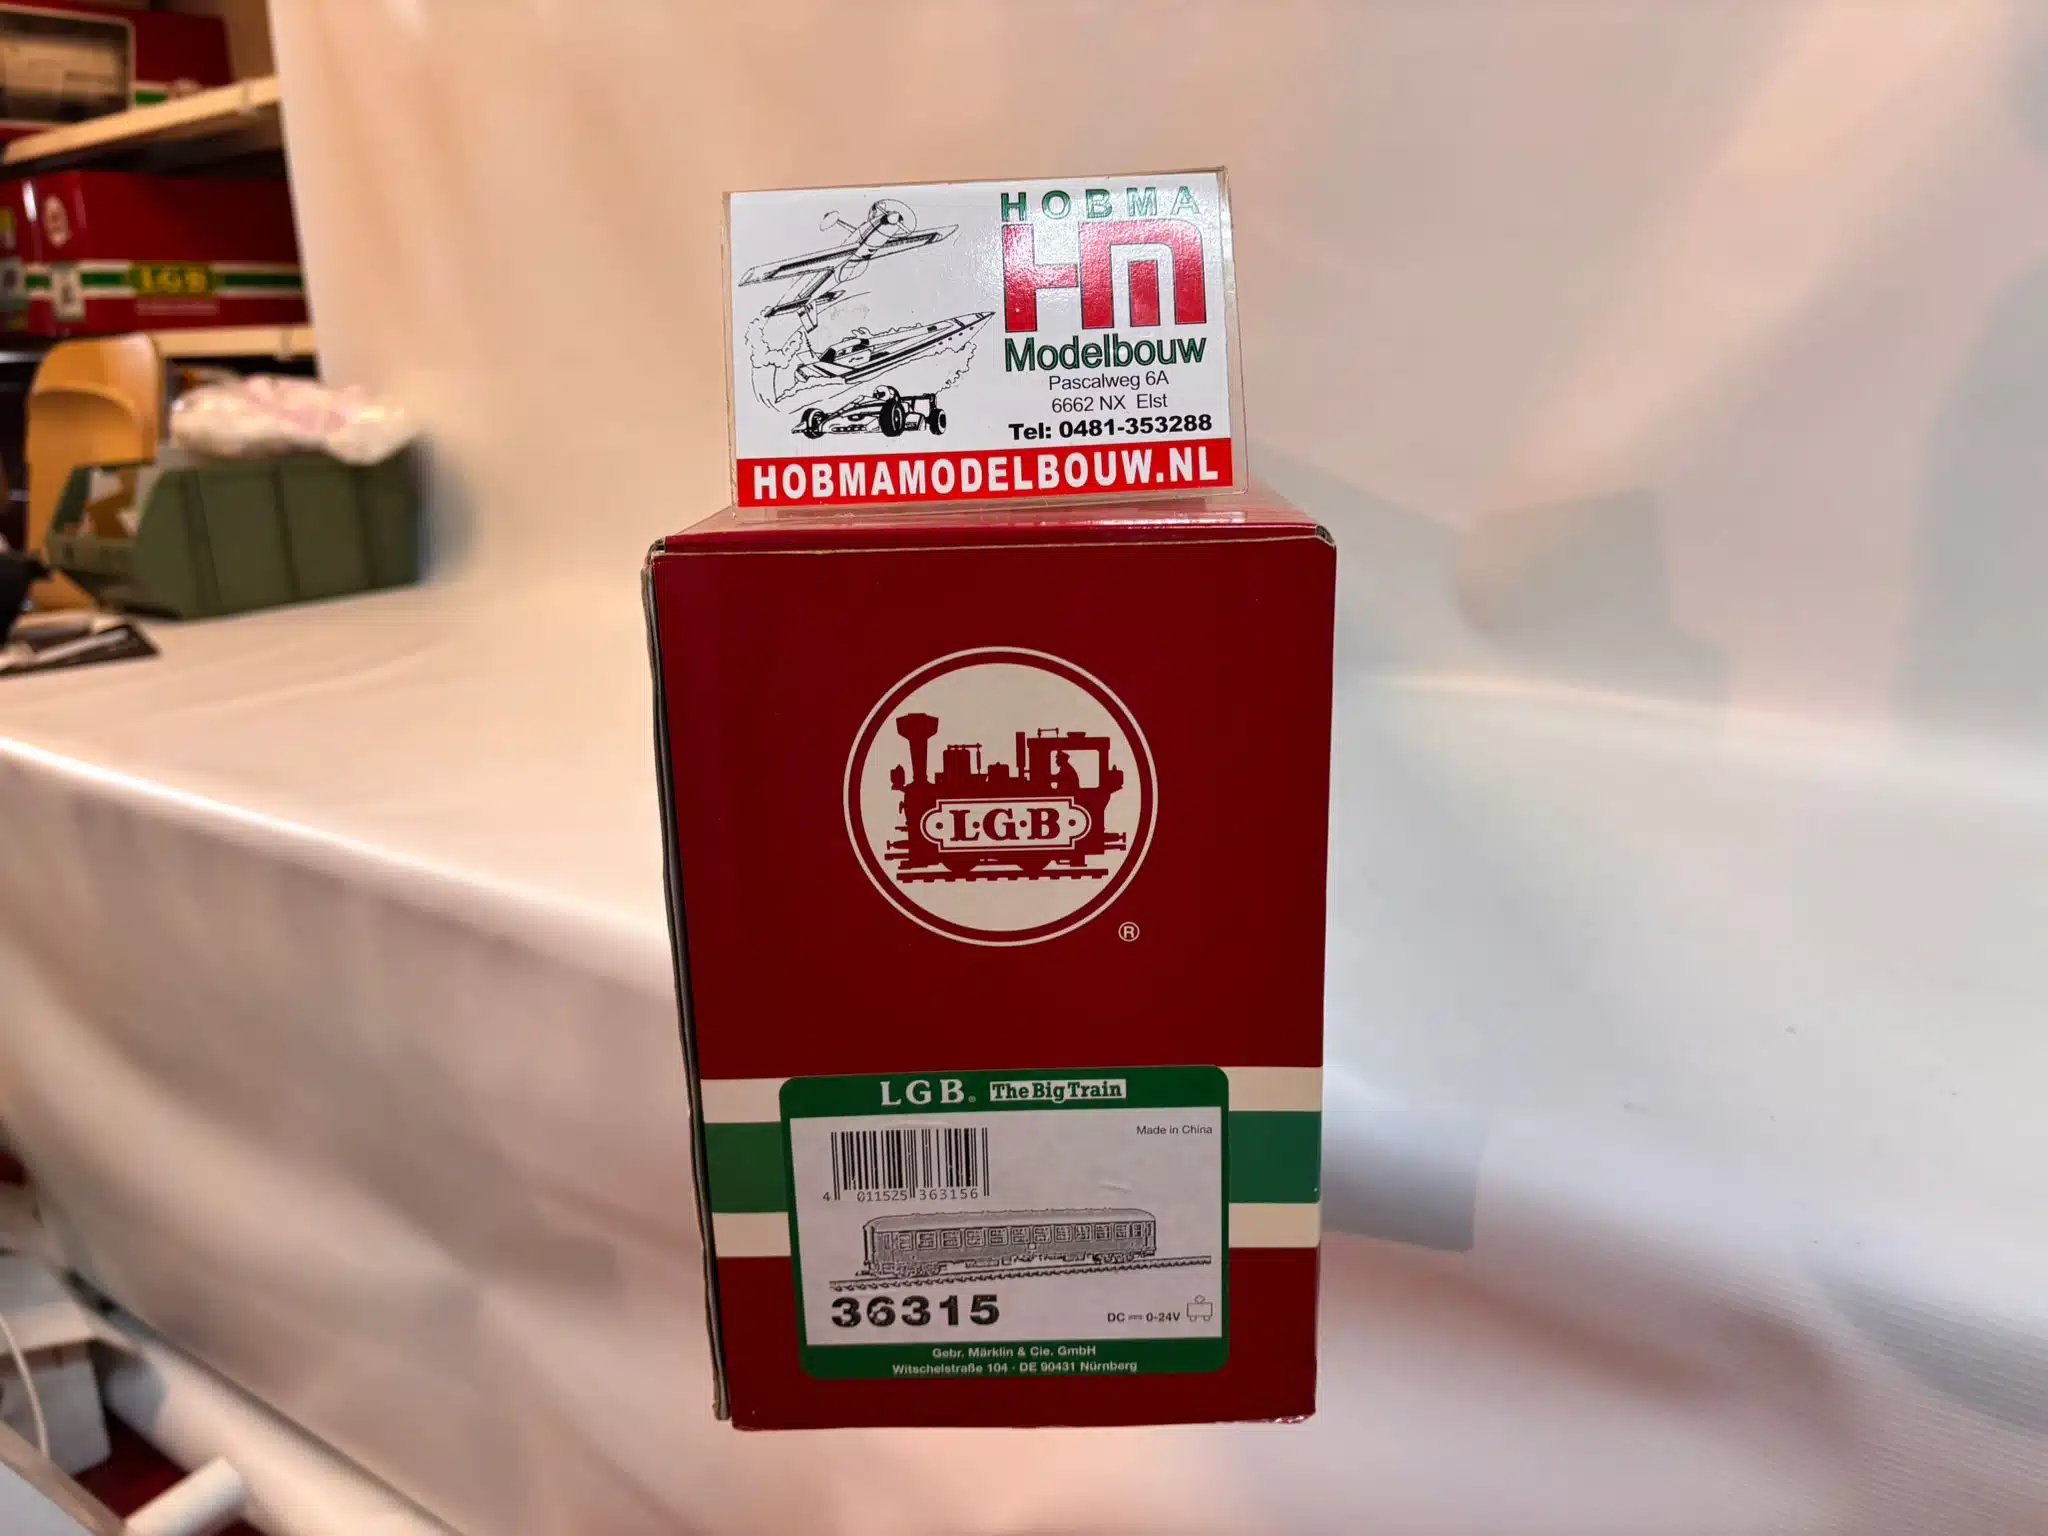 HOBMA
HM
Modelbouw
Pascalweg 6A
6662 NX Elst
Tel: 0481-353288
HOBMAMODELBOUW.NL
LGB
L·G·B
®
LGB® The Big Train
Made in China
4 011525 363156
36315
DC 0-24V
Gebr. Märklin & Cie. GmbH
Witschelstraße 104 · DE 90431 Nürnberg